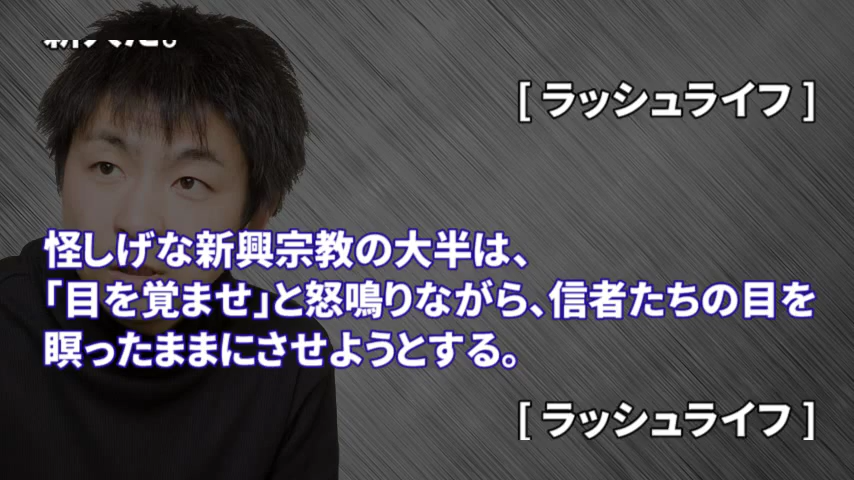 [ ラッシュライフ ]
怪しげな新興宗教の大半は、
「目を覚ませ」と怒鳴りながら、信者たちの目を
瞑ったままにさせようとする。
[ ラッシュライフ ]